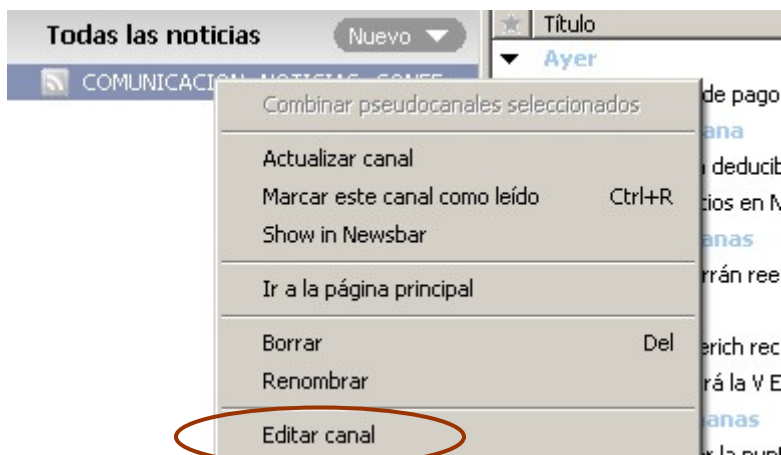 Todas las noticias
Nuevo
Título
Ayer
COMUNICACI
Combinar pseudocanales seleccionados
de pago
ana
Actualizar canal
deducib
Marcar este canal como leído Ctrl+R
ios en
Show in Newsbar
anas
rrán ree
Ir a la página principal
Borrar Del
erich rec
Renombrar
rá la V E
anas
Editar canal